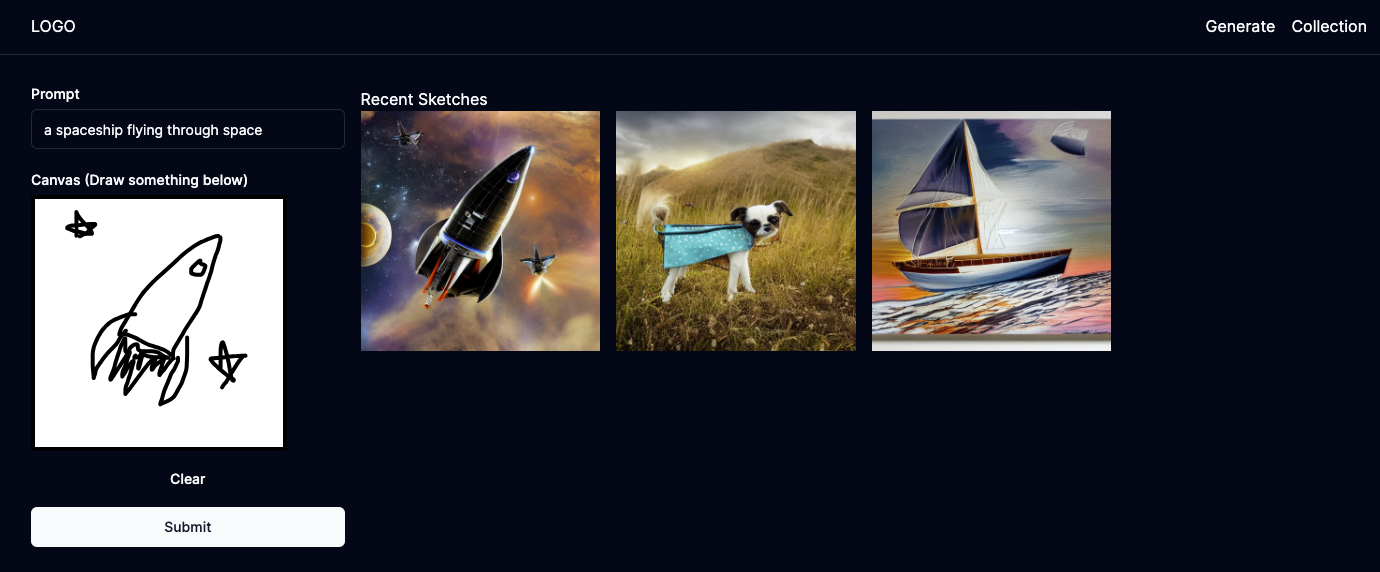 LOGO
Generate
Collection
Prompt
a spaceship flying through space
Canvas (Draw something below)
Clear
Submit
Recent Sketches